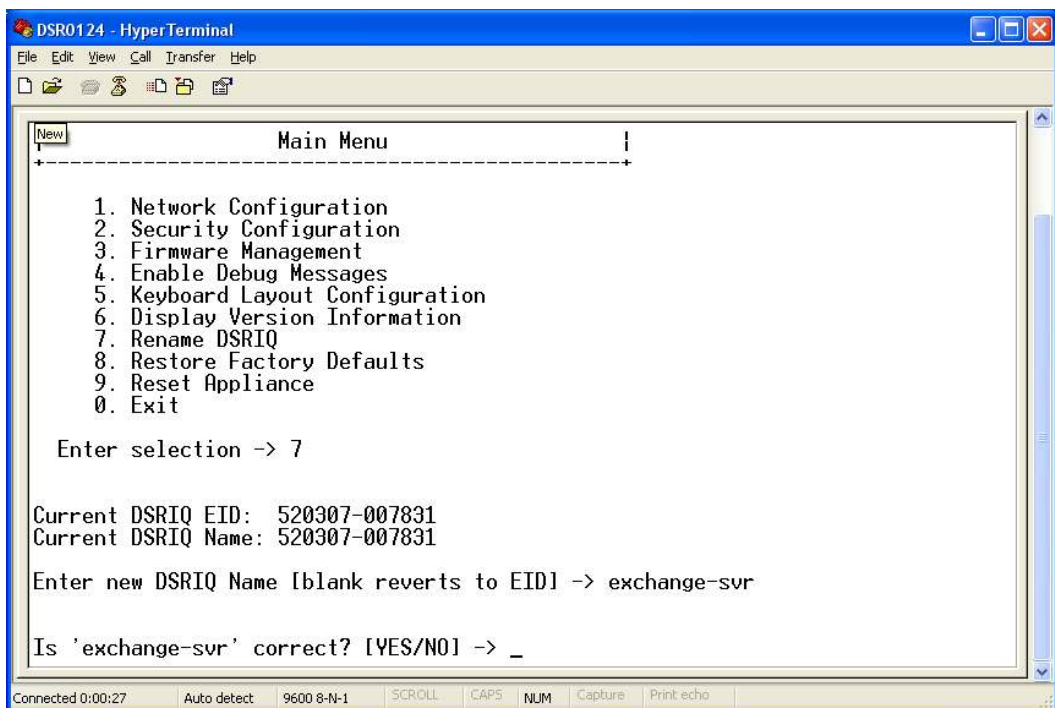 DSR0124 - HyperTerminal
File Edit View Call Transfer Help
New
Main Menu
1. Network Configuration
2. Security Configuration
3. Firmware Management
4. Enable Debug Messages
5. Keyboard Layout Configuration
6. Display Version Information
7. Rename DSRIQ
8. Restore Factory Defaults
9. Reset Appliance
0. Exit
Enter selection -> 7
Current DSRIQ EID: 520307-007831
Current DSRIQ Name: 520307-007831
Enter new DSRIQ Name [blank reverts to EID] -> exchange-svr
Is 'exchange-svr' correct? [YES/NO] -> _
Connected 0:00:27 Auto detect 9600 8-N-1 SCROLL CAPS NUM Capture Print echo